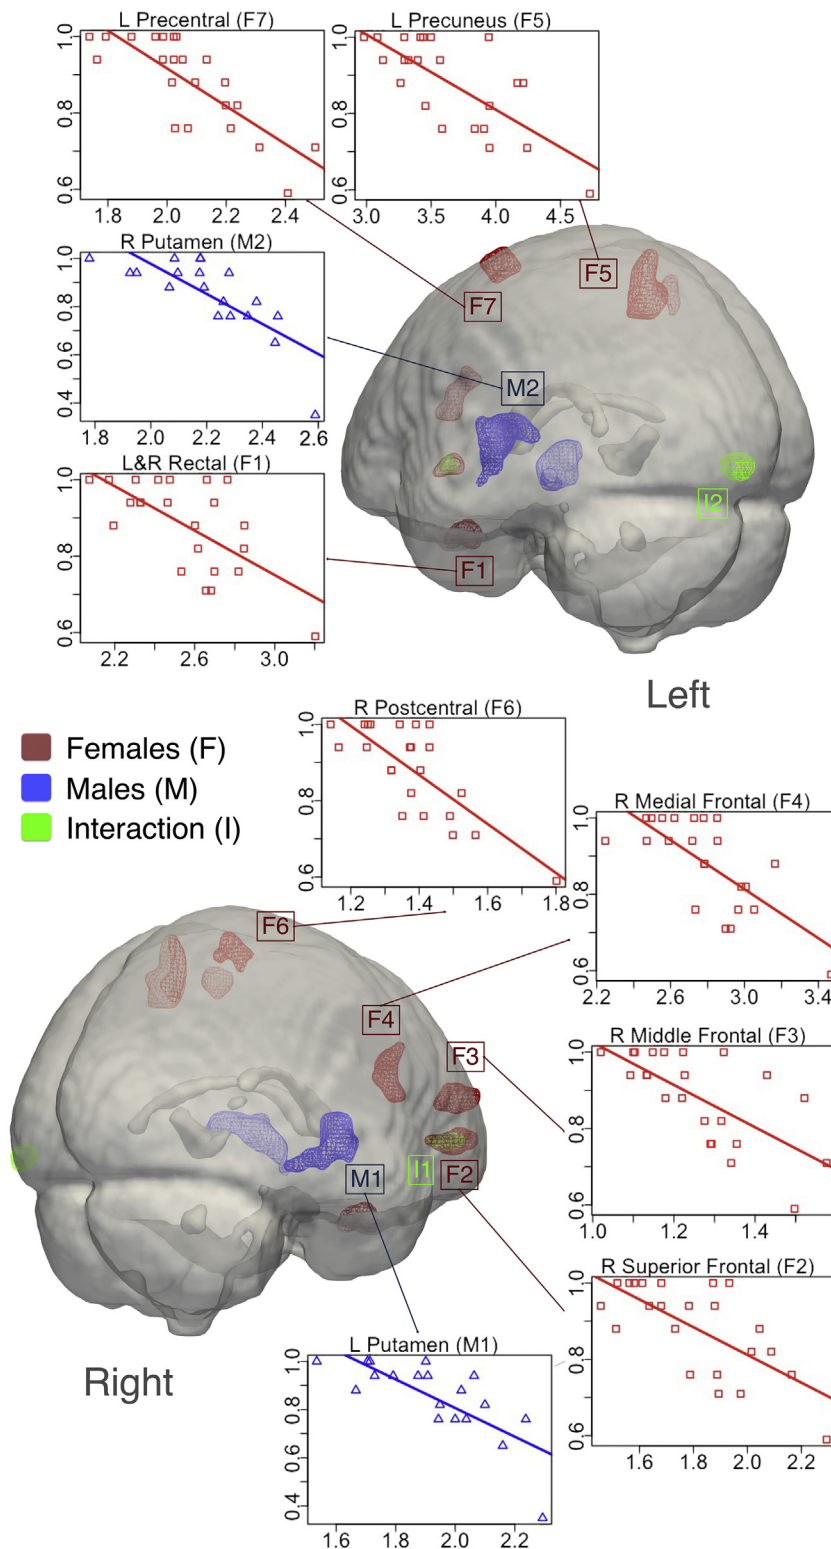 L Precentral (F7)
L Precuneus (F5)
1.0
0.8
0.6
1.8 2.0 2.2 2.4
1.0
0.8
0.6
3.0 3.5 4.0 4.5
R Putamen (M2)
1.0
0.8
0.6
0.4
1.8 2.0 2.2 2.4 2.6
L&R Rectal (F1)
1.0
0.8
0.6
2.2 2.6 3.0
F7
F5
M2
I2
F1
Left
Females (F)
Males (M)
Interaction (I)
R Postcentral (F6)
1.0
0.8
0.6
1.2 1.4 1.6 1.8
R Medial Frontal (F4)
1.0
0.8
0.6
2.2 2.6 3.0 3.4
F6
F4
F3
I1
F2
M1
R Middle Frontal (F3)
1.0
0.8
0.6
1.0 1.2 1.4
R Superior Frontal (F2)
1.0
0.8
0.6
1.6 1.8 2.0 2.2
Right
L Putamen (M1)
1.0
0.8
0.6
0.4
1.6 1.8 2.0 2.2